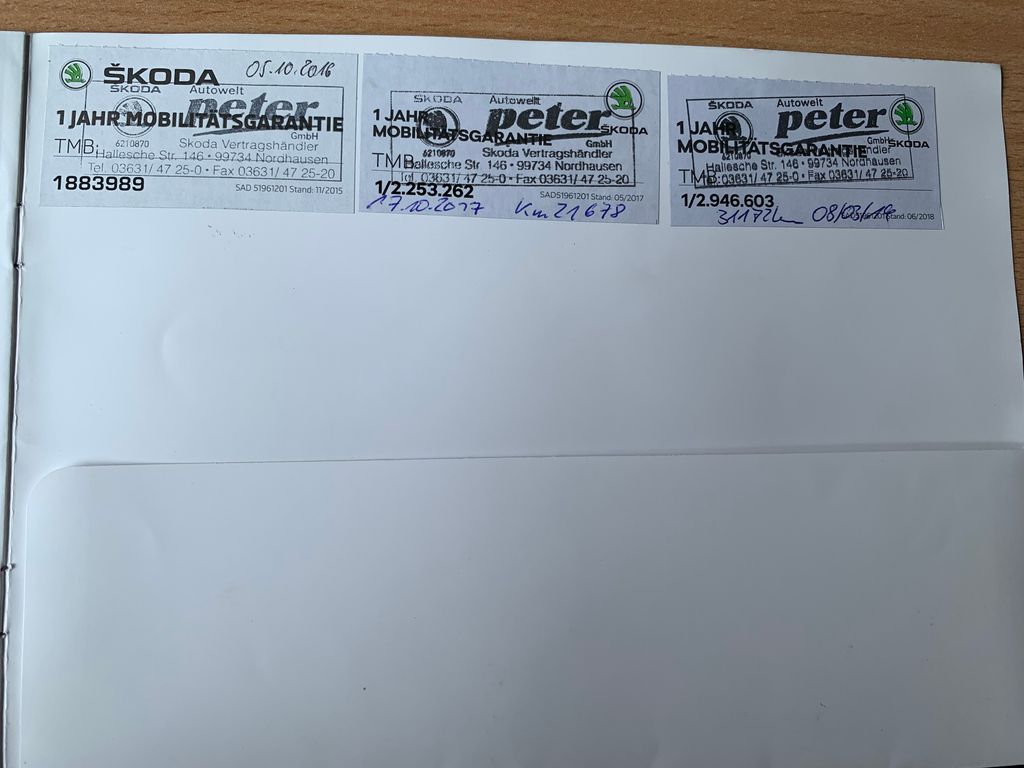 ŠKODA 05.10.2016
ŠKODA Autowelt
peter
1 JAHR MOBILITÄTSGARANTIE
GmbH
TMB: 6210870 Skoda Vertragshändler
Hallesche Str. 146 • 99734 Nordhausen
Tel. 03631/ 47 25-0 • Fax 03631/ 47 25-20
1883989
SAD 51961201 Stand: 11/2015
ŠKODA Autowelt
1 JAHR peter
ŠKODA
MOBILITÄTSGARANTIE GmbH
6210870 Skoda Vertragshändler
TMB: Hallesche Str. 146 • 99734 Nordhausen
Tel. 03631/ 47 25-0 • Fax 03631/ 47 25-20
1/2.253.262
SAD51961201 Stand: 05/2017
17.10.2017 Km 21678
ŠKODA Autowelt
1 JAHR peter
MOBILITÄTSGARANTIE GmbH ŠKODA
Hallesche Str. 146 • 99734 Nordhausen
TMB: Tel. 03631/ 47 25-0 • Fax 03631/ 47 25-20
1/2.946.603
Stand: 06/2018
31172km